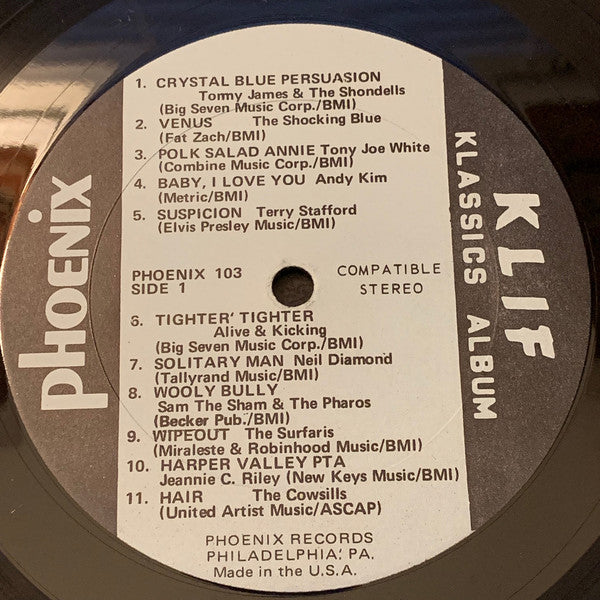 phoenix
1. CRYSTAL BLUE PERSUASION
Tommy James & The Shondells
(Big Seven Music Corp./BMI)
2. VENUS The Shocking Blue
(Fat Zach/BMI)
3. POLK SALAD ANNIE Tony Joe White
(Combine Music Corp./BMI)
4. BABY, I LOVE YOU Andy Kim
(Metric/BMI)
5. SUSPICION Terry Stafford
(Elvis Presley Music/BMI)
PHOENIX 103
SIDE 1
COMPATIBLE
STEREO
6. TIGHTER' TIGHTER
Alive & Kicking
(Big Seven Music Corp./BMI)
7. SOLITARY MAN Neil Diamond
(Tallyrand Music/BMI)
8. WOOLY BULLY
Sam The Sham & The Pharos
(Becker Pub./BMI)
9. WIPEOUT The Surfaris
(Miraleste & Robinhood Music/BMI)
10. HARPER VALLEY PTA
Jeannie C. Riley (New Keys Music/BMI)
11. HAIR The Cowsills
(United Artist Music/ASCAP)
PHOENIX RECORDS
PHILADELPHIA, PA.
Made in the U.S.A.
KLIF
KLASSICS ALBUM